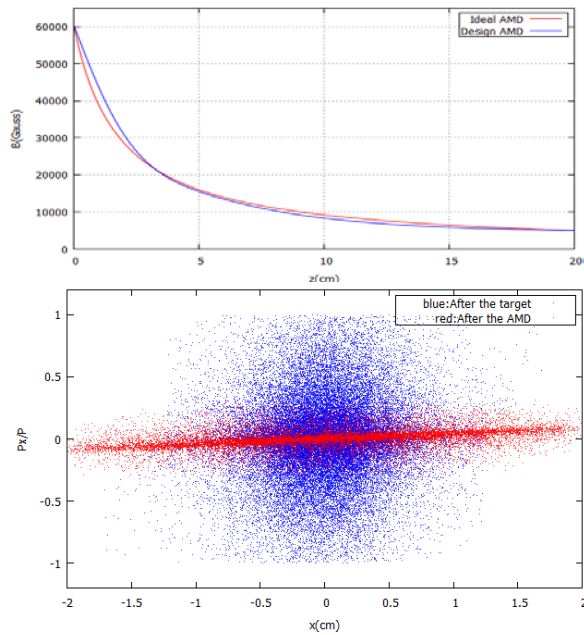 Ideal AMD
Design AMD
60000
50000
40000
30000
20000
10000
0
B(Gauss)
0 5 10 15 20
z(cm)
blue:After the target
red:After the AMD
1
0.5
0
-0.5
-1
Px/P
-2 -1.5 -1 -0.5 0 0.5 1 1.5 2
x(cm)